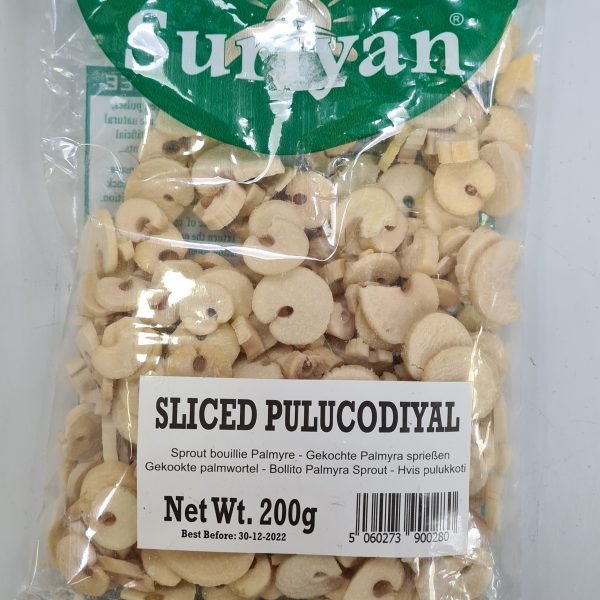 Suriyan®
SLICED PULUCODIYAL
Sprout bouillie Palmyre - Gekochte Palmyra sprießen
Gekookte palmwortel - Bollito Palmyra Sprout - Hvis pulukkoti
Net Wt. 200g
Best Before: 30-12-2022
5 060273 900280